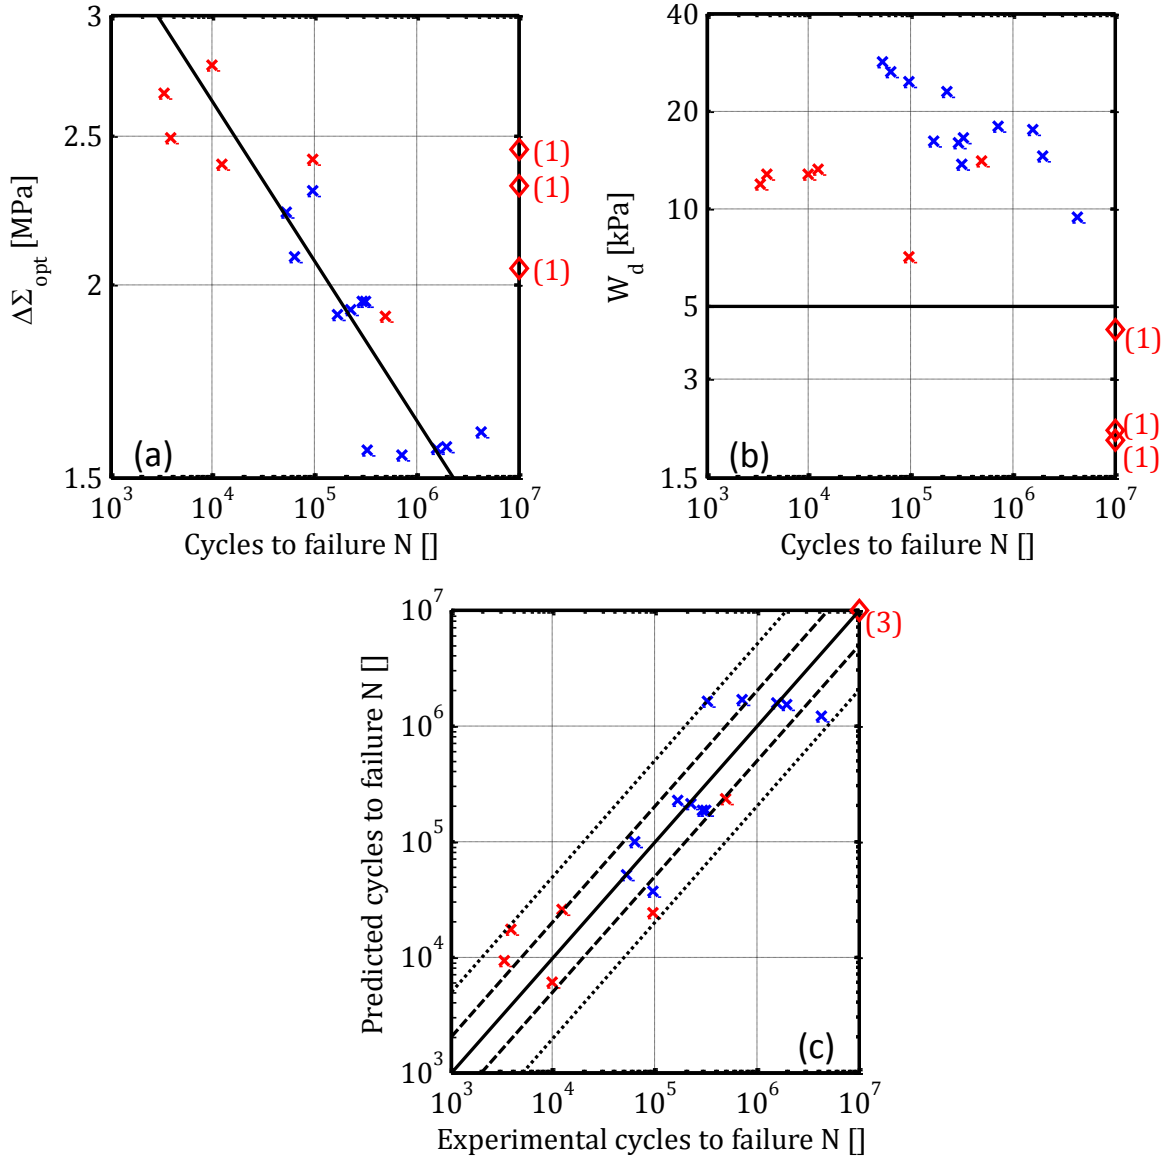 3
2.5
2
1.5
ΔΣopt [MPa]
(1)
(1)
(1)
(a)
10^3 10^4 10^5 10^6 10^7
Cycles to failure N []
40
20
10
5
3
1.5
W_d [kPa]
(1)
(1)
(1)
(b)
10^3 10^4 10^5 10^6 10^7
Cycles to failure N []
10^7
10^6
10^5
10^4
10^3
Predicted cycles to failure N []
(3)
(c)
10^3 10^4 10^5 10^6 10^7
Experimental cycles to failure N []